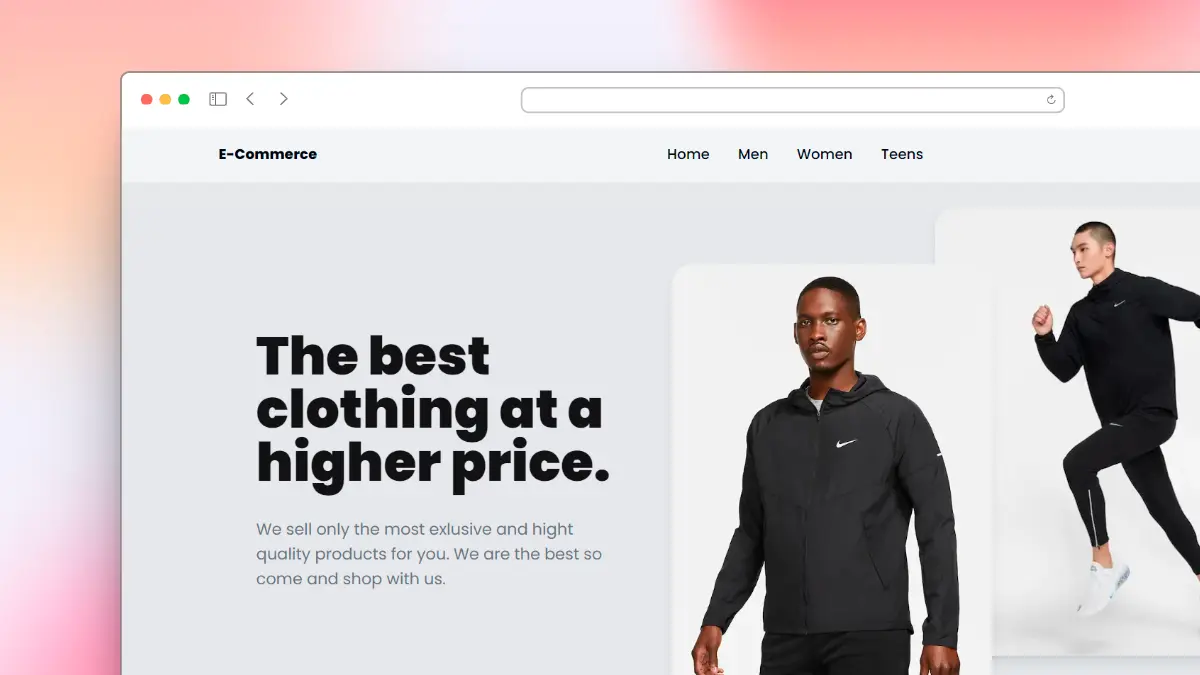 E-Commerce
Home Men Women Teens
The best
clothing at a
higher price.
We sell only the most exlusive and hight
quality products for you. We are the best so
come and shop with us.